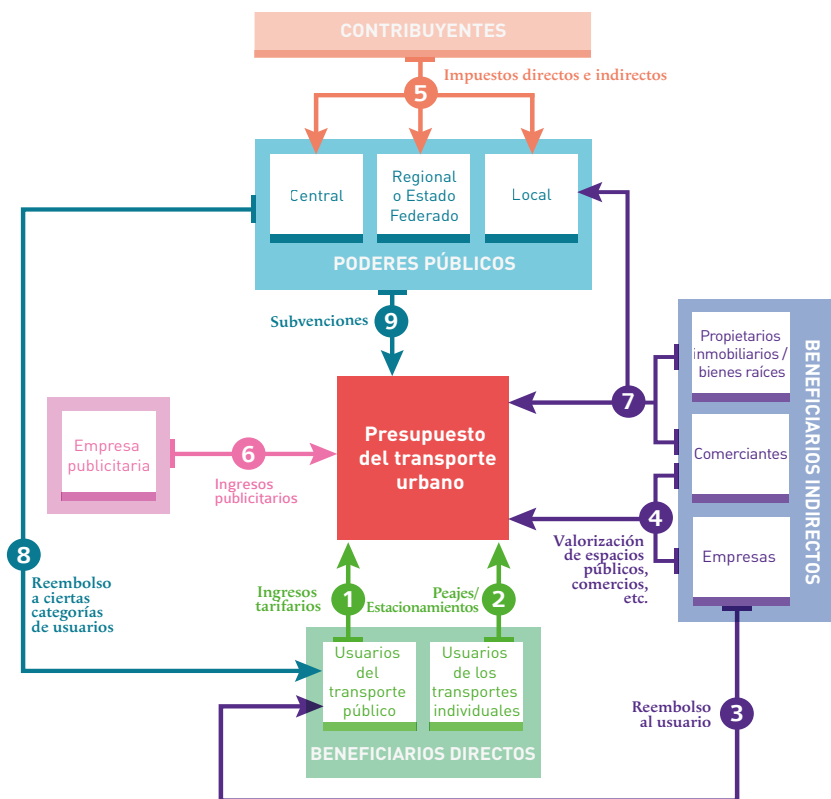 CONTRIBUYENTES
Impuestos directos e indirectos
5
Central
Regional
o Estado
Federado
Local
PODERES PÚBLICOS
Subvenciones
9
Propietarios
inmobiliarios /
bienes raíces
Comerciantes
Empresas
BENEFICIARIOS INDIRECTOS
7
Empresa
publicitaria
6
Ingresos
publicitarios
Presupuesto
del transporte
urbano
4
Valorización
de espacios
públicos,
comercios,
etc.
8
Reembolso
a ciertas
categorías
de usuarios
Ingresos
tarifarios
1
Peajes/
Estacionamientos
2
Usuarios
del
transporte
público
Usuarios
de los
transportes
individuales
BENEFICIARIOS DIRECTOS
Reembolso
al usuario
3